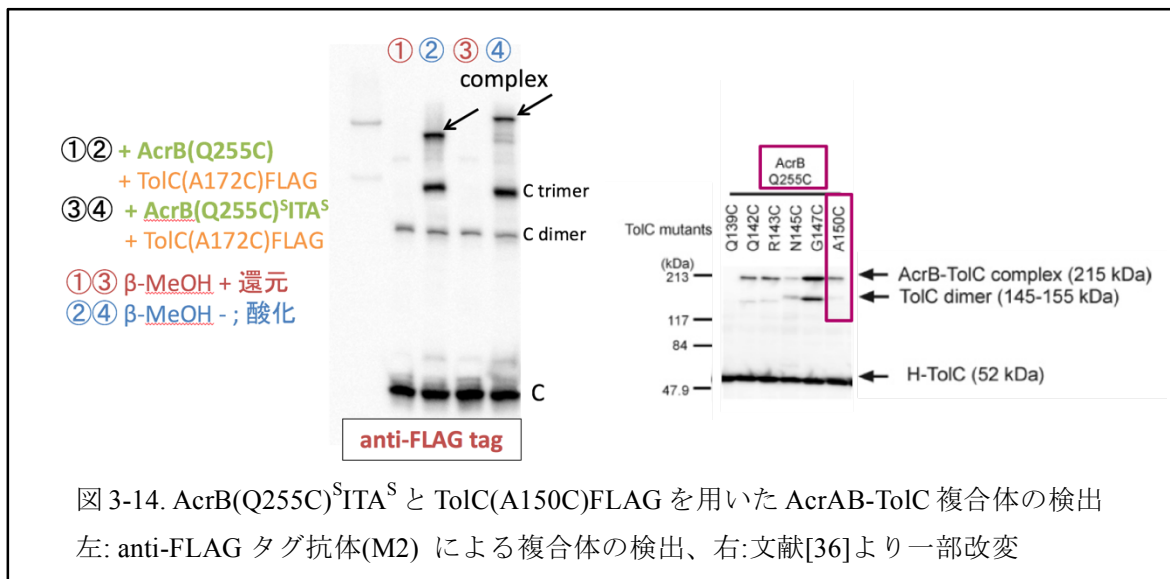 ① ② ③ ④
complex
①② + AcrB(Q255C)
+ TolC(A172C)FLAG
③④ + AcrB(Q255C)ˢITAˢ
+ TolC(A172C)FLAG
①③ β-MeOH + 還元
②④ β-MeOH - ; 酸化
C trimer
C dimer
C
anti-FLAG tag
AcrB
Q255C
TolC mutants
Q139C
Q142C
R143C
N145C
G147C
A150C
(kDa)
213
117
84
47.9
AcrB-TolC complex (215 kDa)
TolC dimer (145-155 kDa)
H-TolC (52 kDa)
図 3-14. AcrB(Q255C)ˢITAˢ と TolC(A150C)FLAG を用いた AcrAB-TolC 複合体の検出
左: anti-FLAG タグ抗体(M2) による複合体の検出、右:文献[36]より一部改変